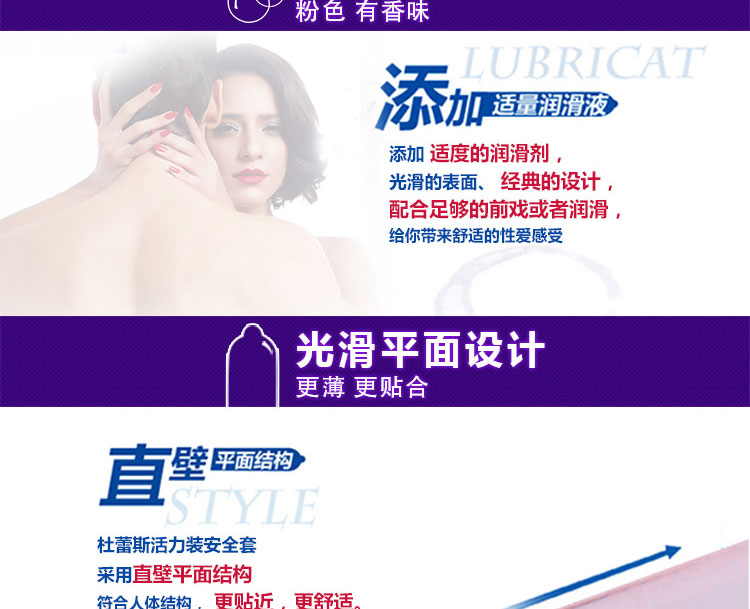 粉色 有香味
LUBRICAT
添加 适量润滑液
添加 适度的润滑剂，
光滑的表面、 经典的设计，
配合足够的前戏或者润滑，
给你带来舒适的性爱感受
光滑平面设计
更薄 更贴合
直壁 平面结构
STYLE
杜蕾斯活力装安全套
采用直壁平面结构
符合人体结构， 更贴近，更舒适。